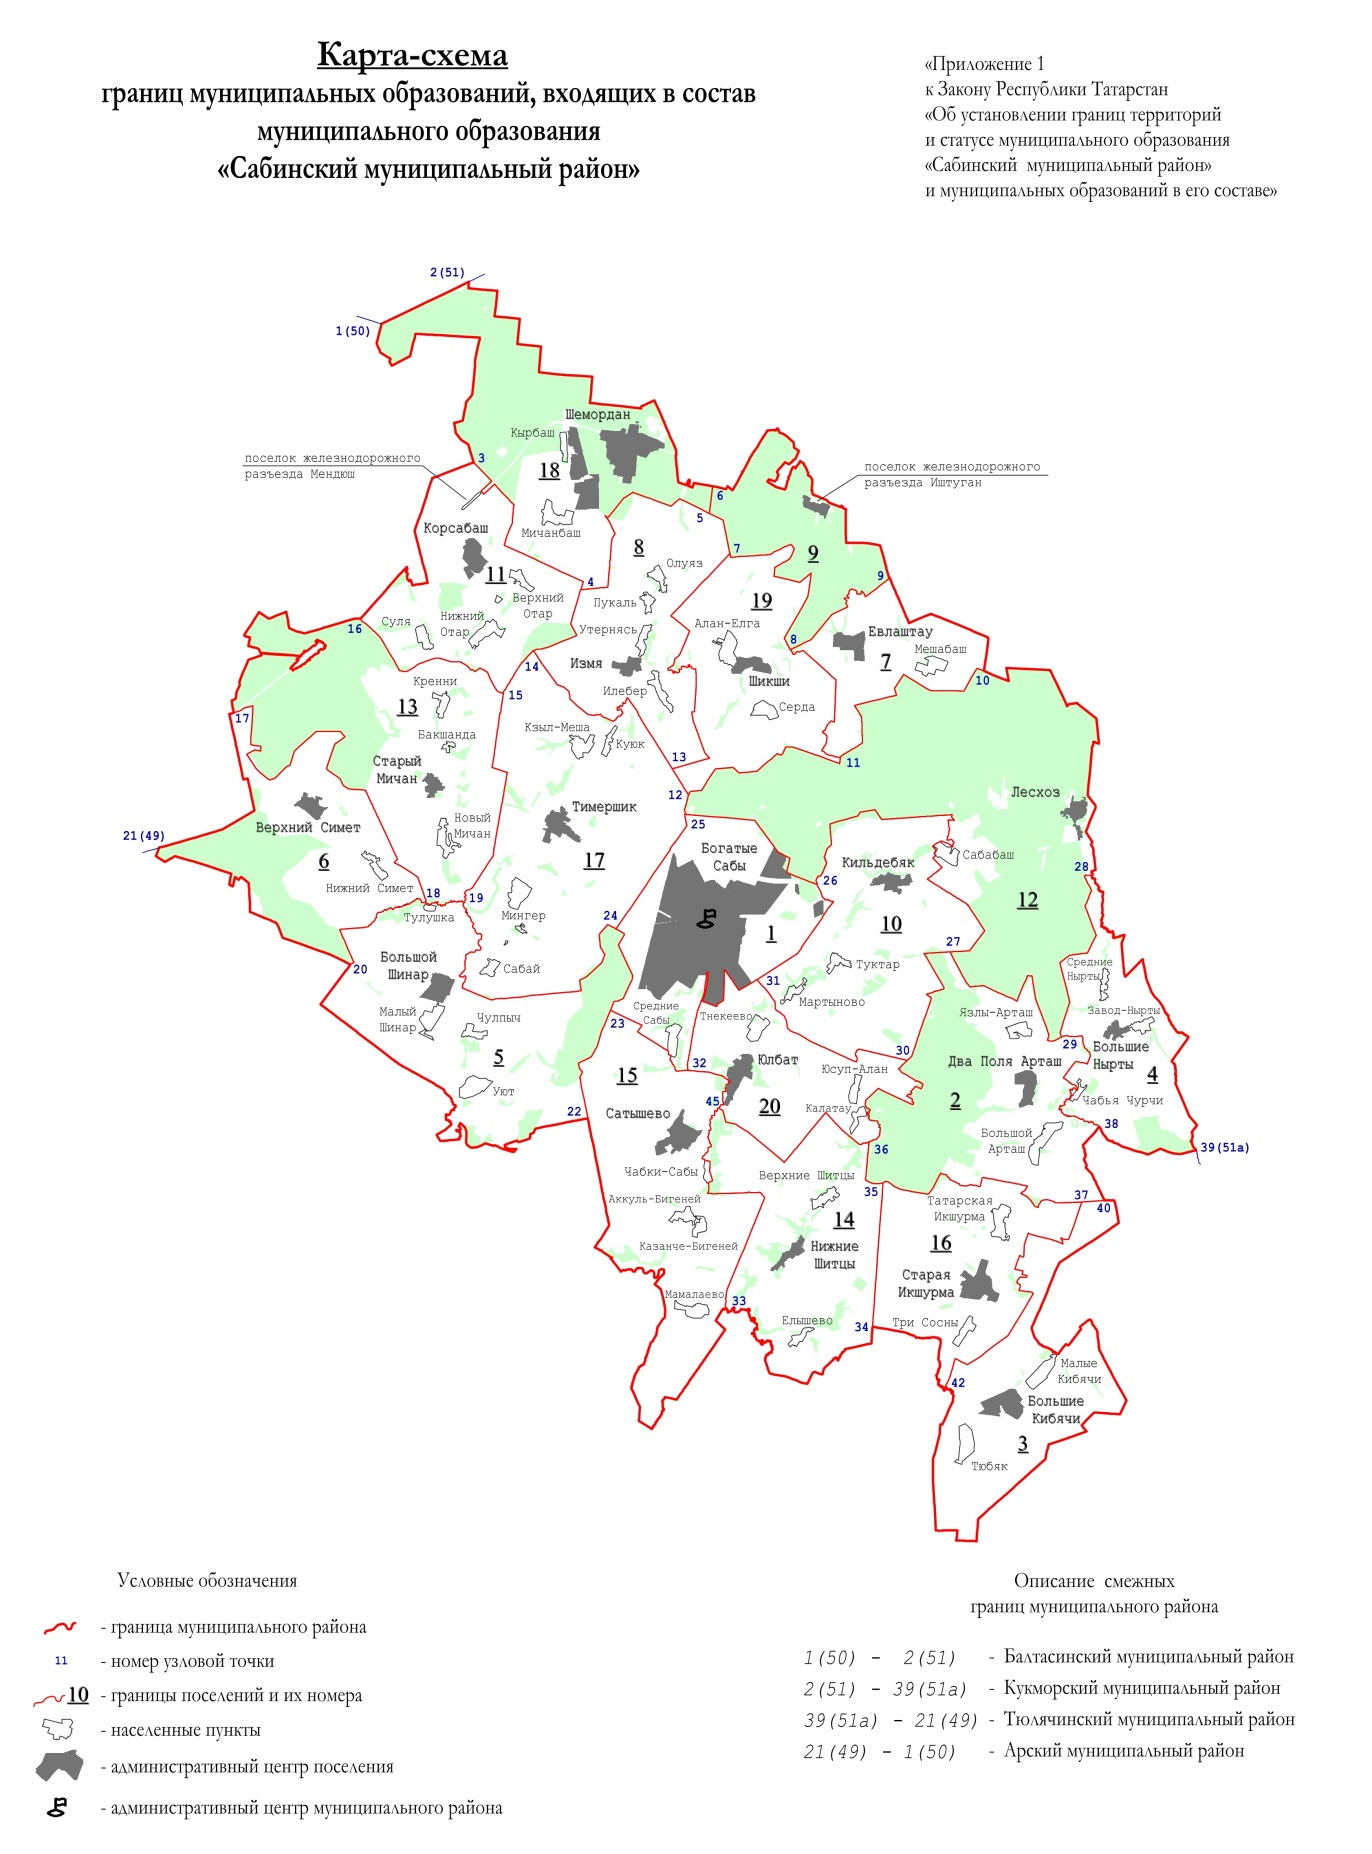 Карта-схема
границ муниципальных образований, входящих в состав
муниципального образования
«Сабинский муниципальный район»
«Приложение 1
к Закону Республики Татарстан
«Об установлении границ территорий
и статусе муниципального образования
«Сабинский муниципальный район»
и муниципальных образований в его составе»
2(51)
1(50)
Шемордан
Кырбаш
3
18
поселок железнодорожного
разъезда Мендюш
поселок железнодорожного
разъезда Иштуган
6
5
Корсабаш
Мичанбаш
8
7
9
9
Олуяз
11
4
Верхний
Отар
Пукаль
19
16
Суля
Нижний
Отар
Утернясь
Алан-Елга
8
Евлаштау
Мешабаш
7
Измя
14
Шикши
10
Кренни
15
Илебер
Серда
13
17
Бакшанда
Кзыл-Меша
Куюк
13
11
Старый
Мичан
12
Лесхоз
Тимершик
Верхний Симет
Новый
Мичан
25
6
17
Богатые
Сабы
Кильдебяк
Сабабаш
21(49)
28
Нижний Симет
18
19
26
12
Тулушка
Мингер
24
1
10
27
Большой
Шинар
20
Сабай
Туктар
Средние
Нырты
31
Мартыново
Малый
Шинар
Чулпыч
Средние
Сабы
Тнекеево
Язлы-Арташ
Завод-Нырты
23
5
29
Большие
Нырты
30
32
Юлбат
Два Поля Арташ
Юсуп-Алан
15
4
Уют
45
20
2
Чабья Чурчи
22
Сатышево
Калатау
38
Большой
Арташ
36
39(51а)
Чабки-Сабы
Верхние Шитцы
35
37
40
Аккуль-Бигеней
Татарская
Икшурма
14
Казанче-Бигеней
Нижние
Шитцы
16
Старая
Икшурма
Мамалаево
33
Елышево
34
Три Сосны
42
Малые
Кибячи
Большие
Кибячи
3
Тюбяк
Условные обозначения
- граница муниципального района
11 - номер узловой точки
10 - границы поселений и их номера
- населенные пункты
- административный центр поселения
- административный центр муниципального района
Описание смежных
границ муниципального района
1(50) - 2(51) - Балтасинский муниципальный район
2(51) - 39(51а) - Кукморский муниципальный район
39(51а) - 21(49) - Тюлячинский муниципальный район
21(49) - 1(50) - Арский муниципальный район